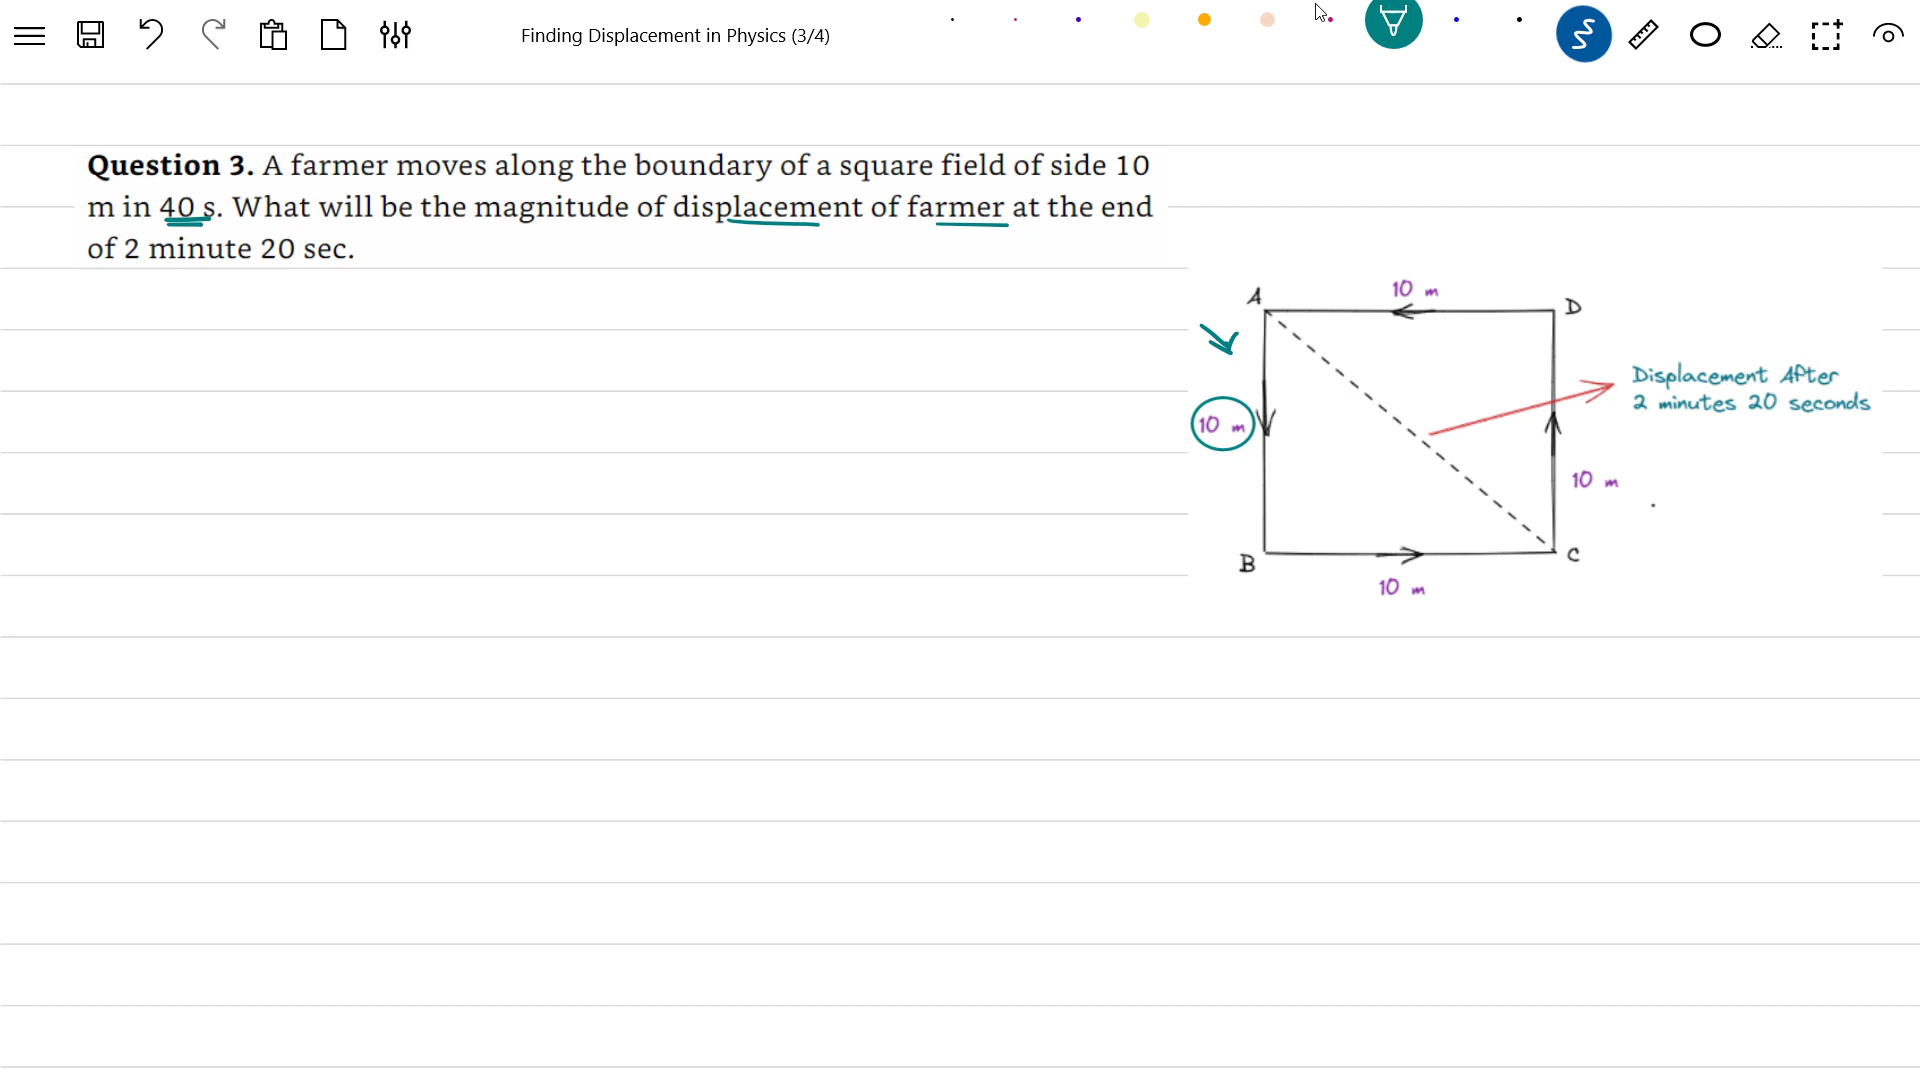 Finding Displacement in Physics (3/4)
Question 3. A farmer moves along the boundary of a square field of side 10
m in 40 s. What will be the magnitude of displacement of farmer at the end
of 2 minute 20 sec.
10 m
A
D
Displacement After
2 minutes 20 seconds
10 m
10 m
B
C
10 m